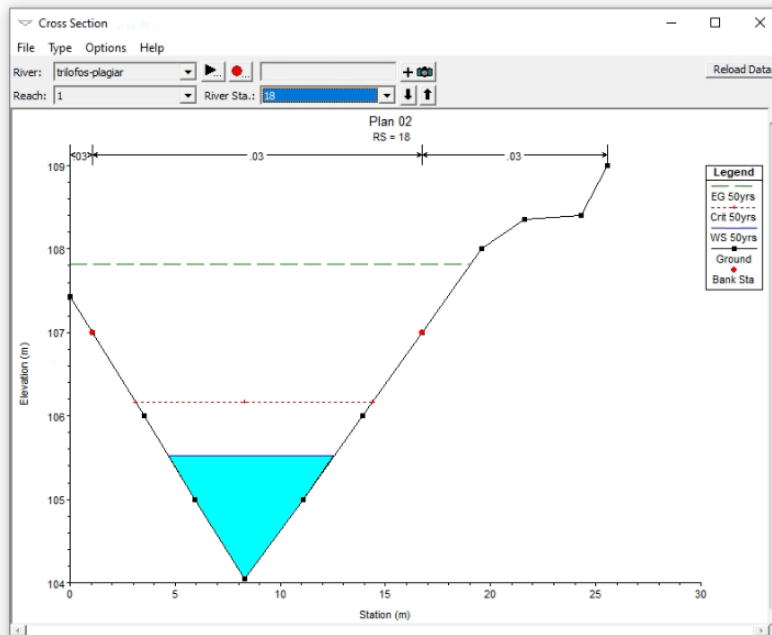 Cross Section
File Type Options Help
River: trilofos-plagiar
Reload Data
Reach: 1 River Sta.: 18
Plan 02
RS = 18
.03 .03 .03
Legend
EG 50yrs
Crit 50yrs
WS 50yrs
Ground
Bank Sta
109
108
107
106
105
104
Elevation (m)
0 5 10 15 20 25 30
Station (m)